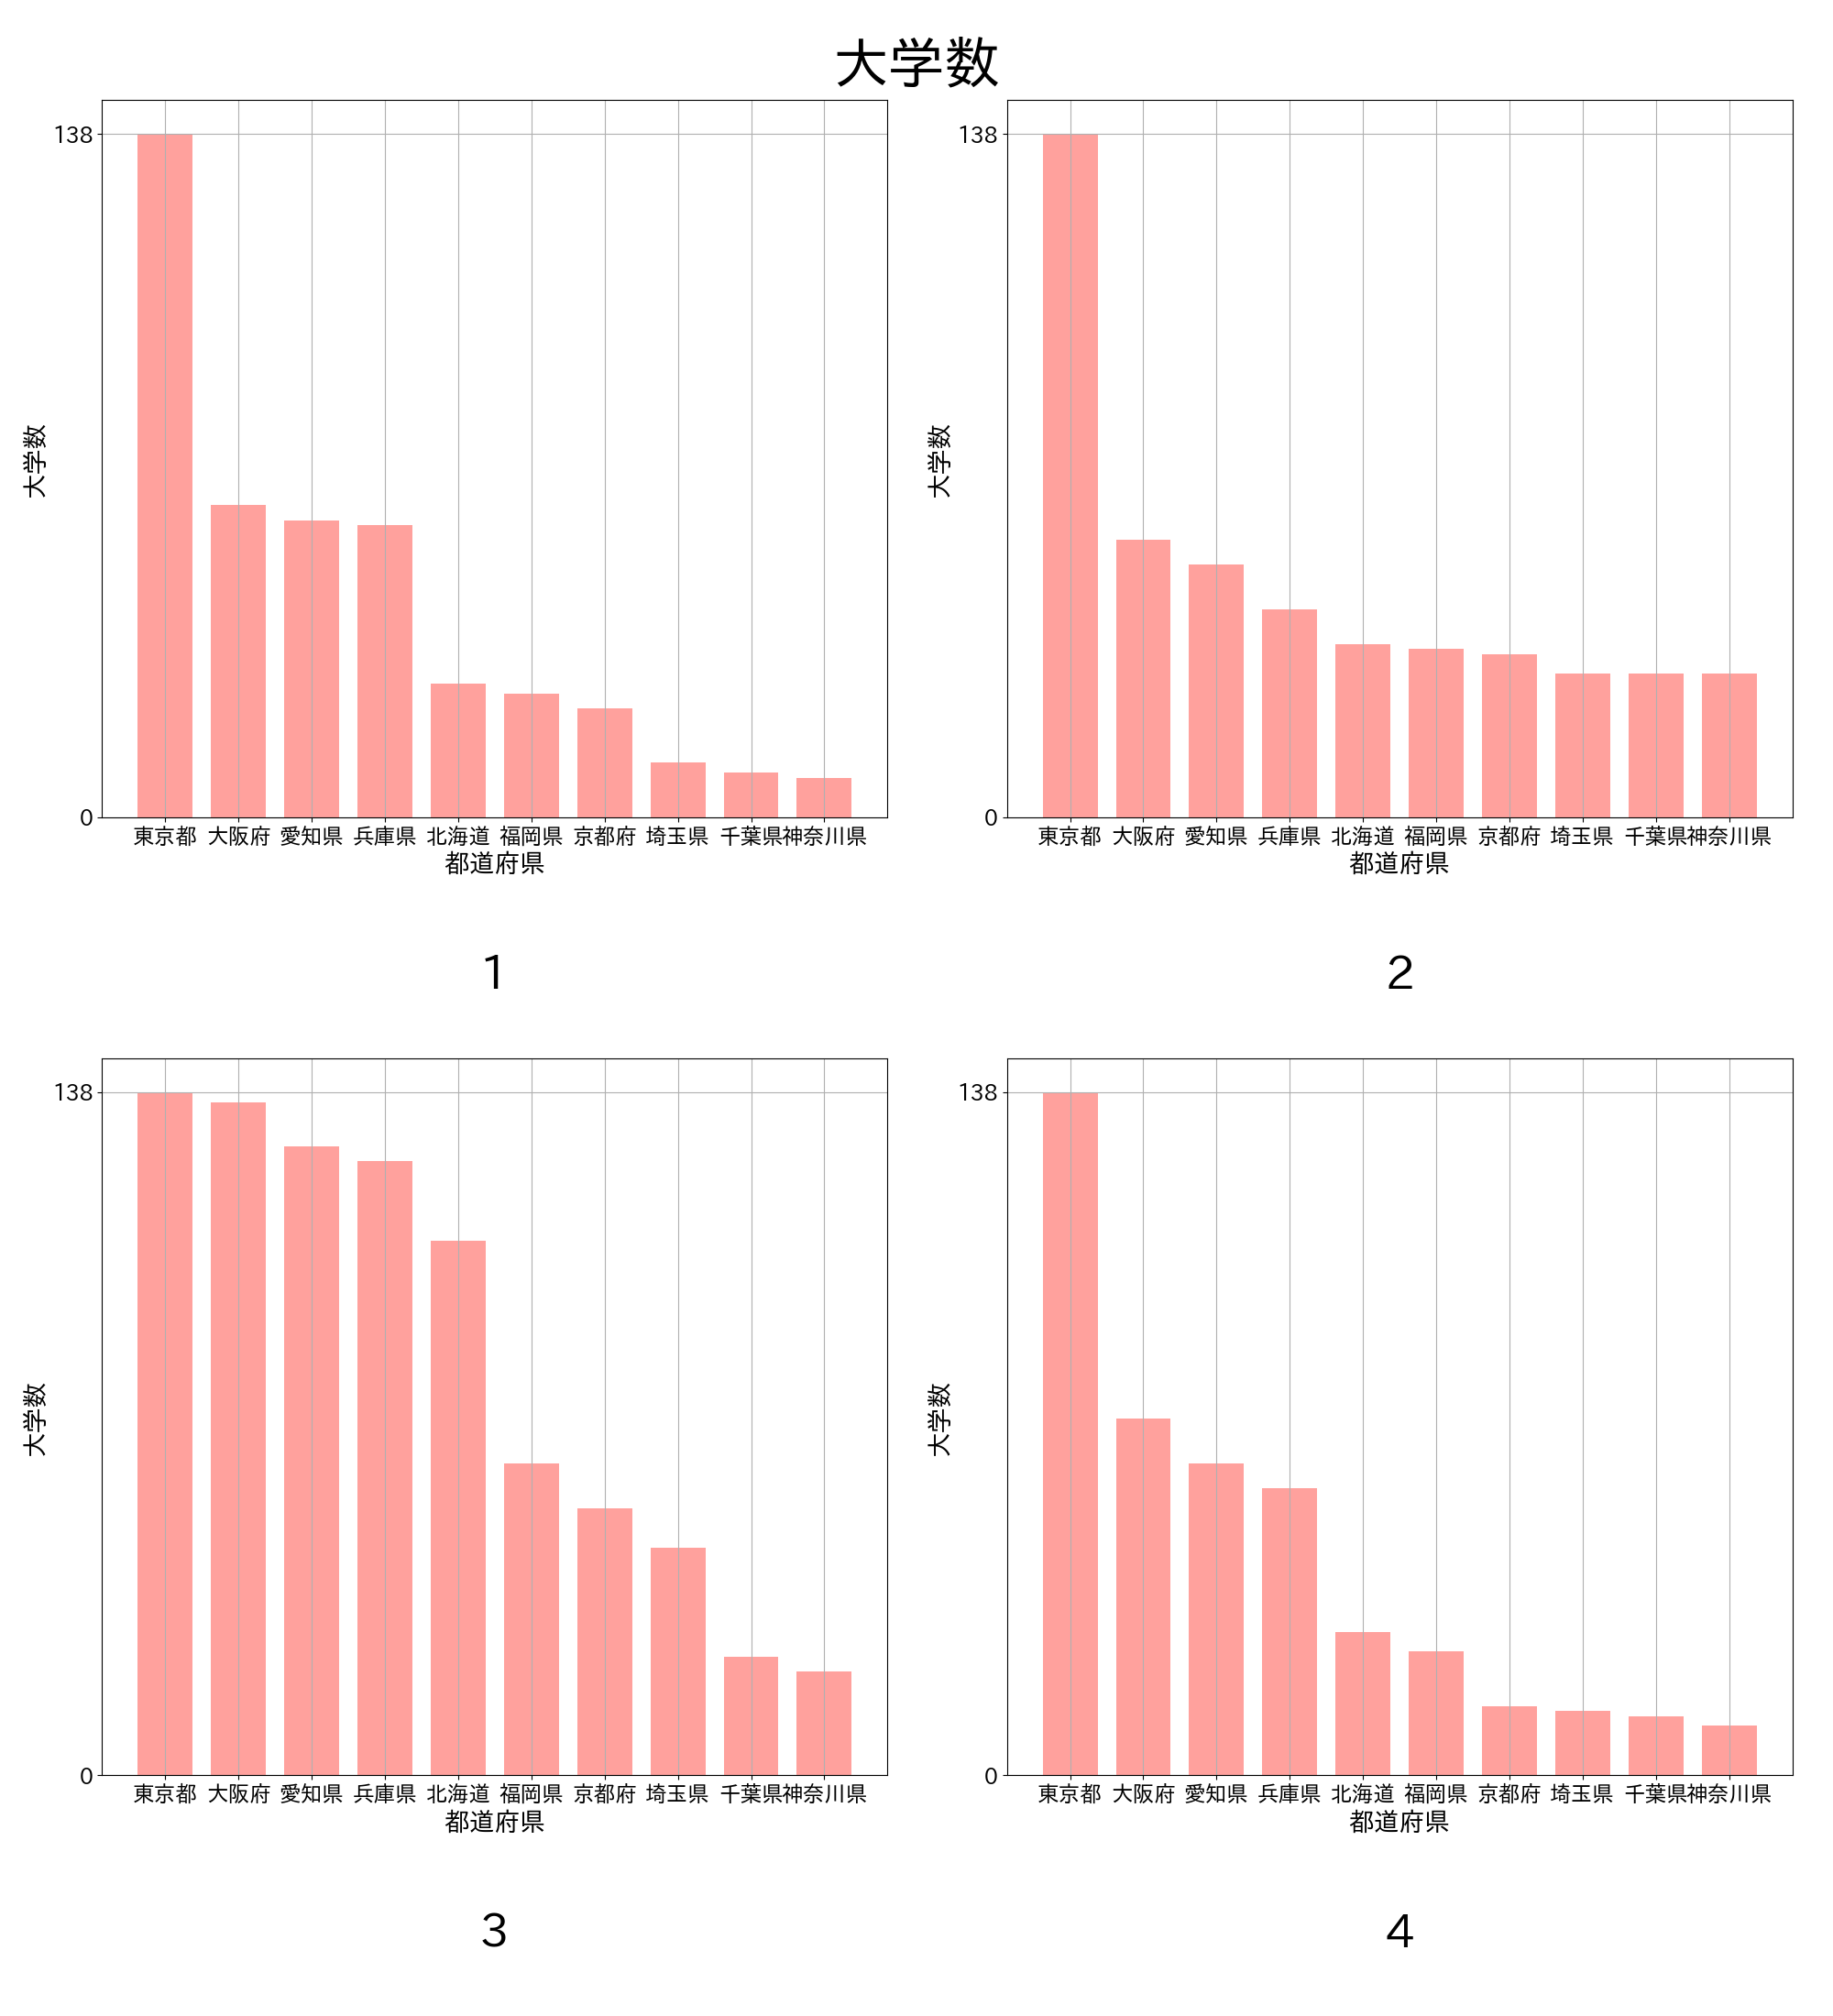 大学数
138
大学数
0
東京都 大阪府 愛知県 兵庫県 北海道 福岡県 京都府 埼玉県 千葉県 神奈川県
都道府県
1
138
大学数
0
東京都 大阪府 愛知県 兵庫県 北海道 福岡県 京都府 埼玉県 千葉県 神奈川県
都道府県
2
138
大学数
0
東京都 大阪府 愛知県 兵庫県 北海道 福岡県 京都府 埼玉県 千葉県 神奈川県
都道府県
3
138
大学数
0
東京都 大阪府 愛知県 兵庫県 北海道 福岡県 京都府 埼玉県 千葉県 神奈川県
都道府県
4